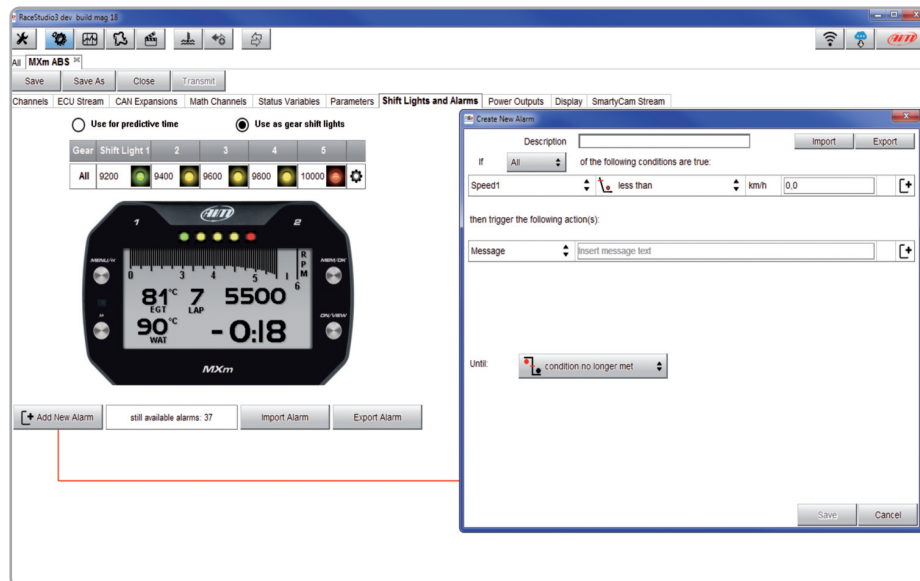 RaceStudio3 dev build mag 18
AiM
All MXm ABS
Save Save As Close Transmit
Channels ECU Stream CAN Expansions Math Channels Status Variables Parameters Shift Lights and Alarms Power Outputs Display SmartyCam Stream
Use for predictive time Use as gear shift lights
Gear Shift Light 1 2 3 4 5
All 9200 9400 9600 9800 10000
AiM
1 2
MENU/◄◄ MEM/OK
0 3 4 5 6 RPM
81°C 7 5500
EGT LAP
ON/VIEW
90°C -0:18
WAT
MXm
Add New Alarm still available alarms: 37 Import Alarm Export Alarm
Create New Alarm
Description Import Export
If All of the following conditions are true:
Speed1 less than km/h 0,0
then trigger the following action(s):
Message Insert message text
Until: condition no longer met
Save Cancel